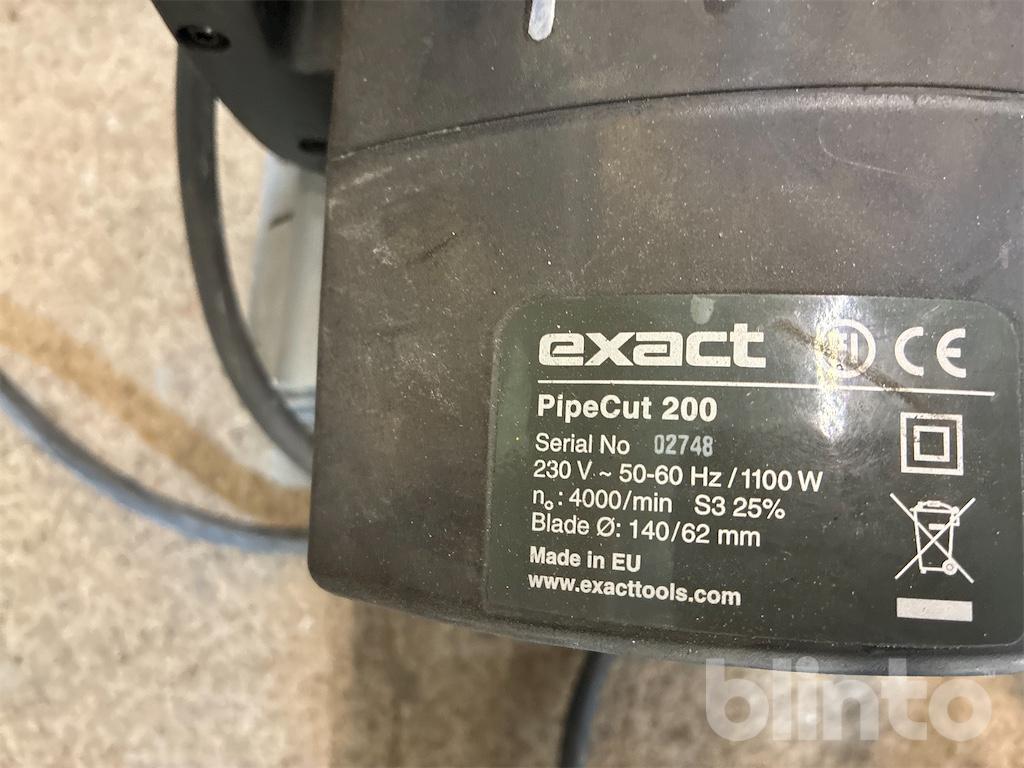 exact FI CE
PipeCut 200
Serial No 02748
230 V ~ 50-60 Hz / 1100 W
n₀: 4000/min S3 25%
Blade Ø: 140/62 mm
Made in EU
www.exacttools.com
blinto